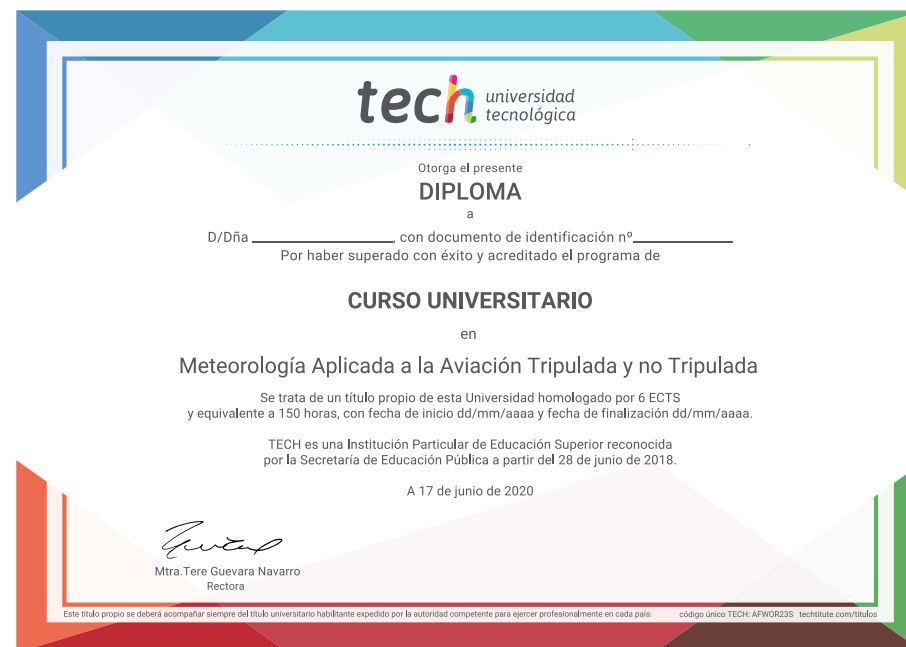 tech universidad
tecnológica
Otorga el presente
DIPLOMA
a
D/Dña ____________________, con documento de identificación nº______________
Por haber superado con éxito y acreditado el programa de
CURSO UNIVERSITARIO
en
Meteorología Aplicada a la Aviación Tripulada y no Tripulada
Se trata de un título propio de esta Universidad homologado por 6 ECTS
y equivalente a 150 horas, con fecha de inicio dd/mm/aaaa y fecha de finalización dd/mm/aaaa.
TECH es una Institución Particular de Educación Superior reconocida
por la Secretaría de Educación Pública a partir del 28 de junio de 2018.
A 17 de junio de 2020
Mtra.Tere Guevara Navarro
Rectora
Este título propio se deberá acompañar siempre del título universitario habilitante expedido por la autoridad competente para ejercer profesionalmente en cada país. código único TECH: AFWOR23S techtitute.com/titulos